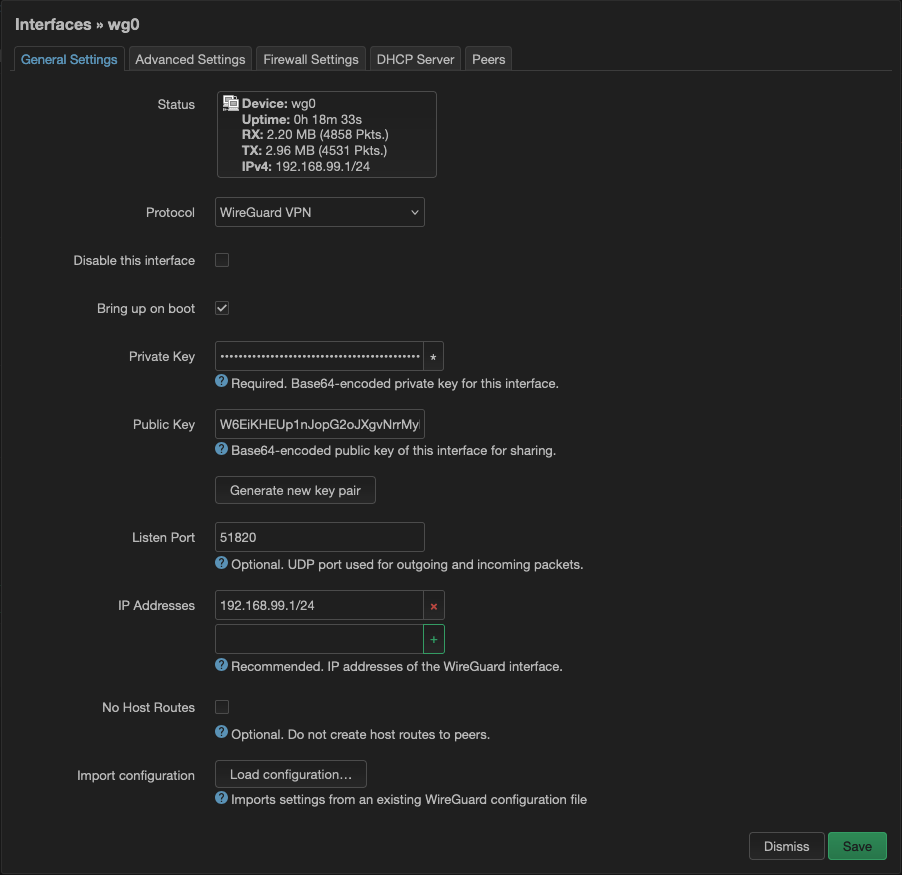 Interfaces » wg0
General Settings
Advanced Settings
Firewall Settings
DHCP Server
Peers
Status
Device: wg0
Uptime: 0h 18m 33s
RX: 2.20 MB (4858 Pkts.)
TX: 2.96 MB (4531 Pkts.)
IPv4: 192.168.99.1/24
Protocol
WireGuard VPN
Disable this interface
Bring up on boot
Private Key
*
Required. Base64-encoded private key for this interface.
Public Key
W6EiKHEUp1nJopG2oJXgvNrrMy
Base64-encoded public key of this interface for sharing.
Generate new key pair
Listen Port
51820
Optional. UDP port used for outgoing and incoming packets.
IP Addresses
192.168.99.1/24
×
+
Recommended. IP addresses of the WireGuard interface.
No Host Routes
Optional. Do not create host routes to peers.
Import configuration
Load configuration…
Imports settings from an existing WireGuard configuration file
Dismiss
Save